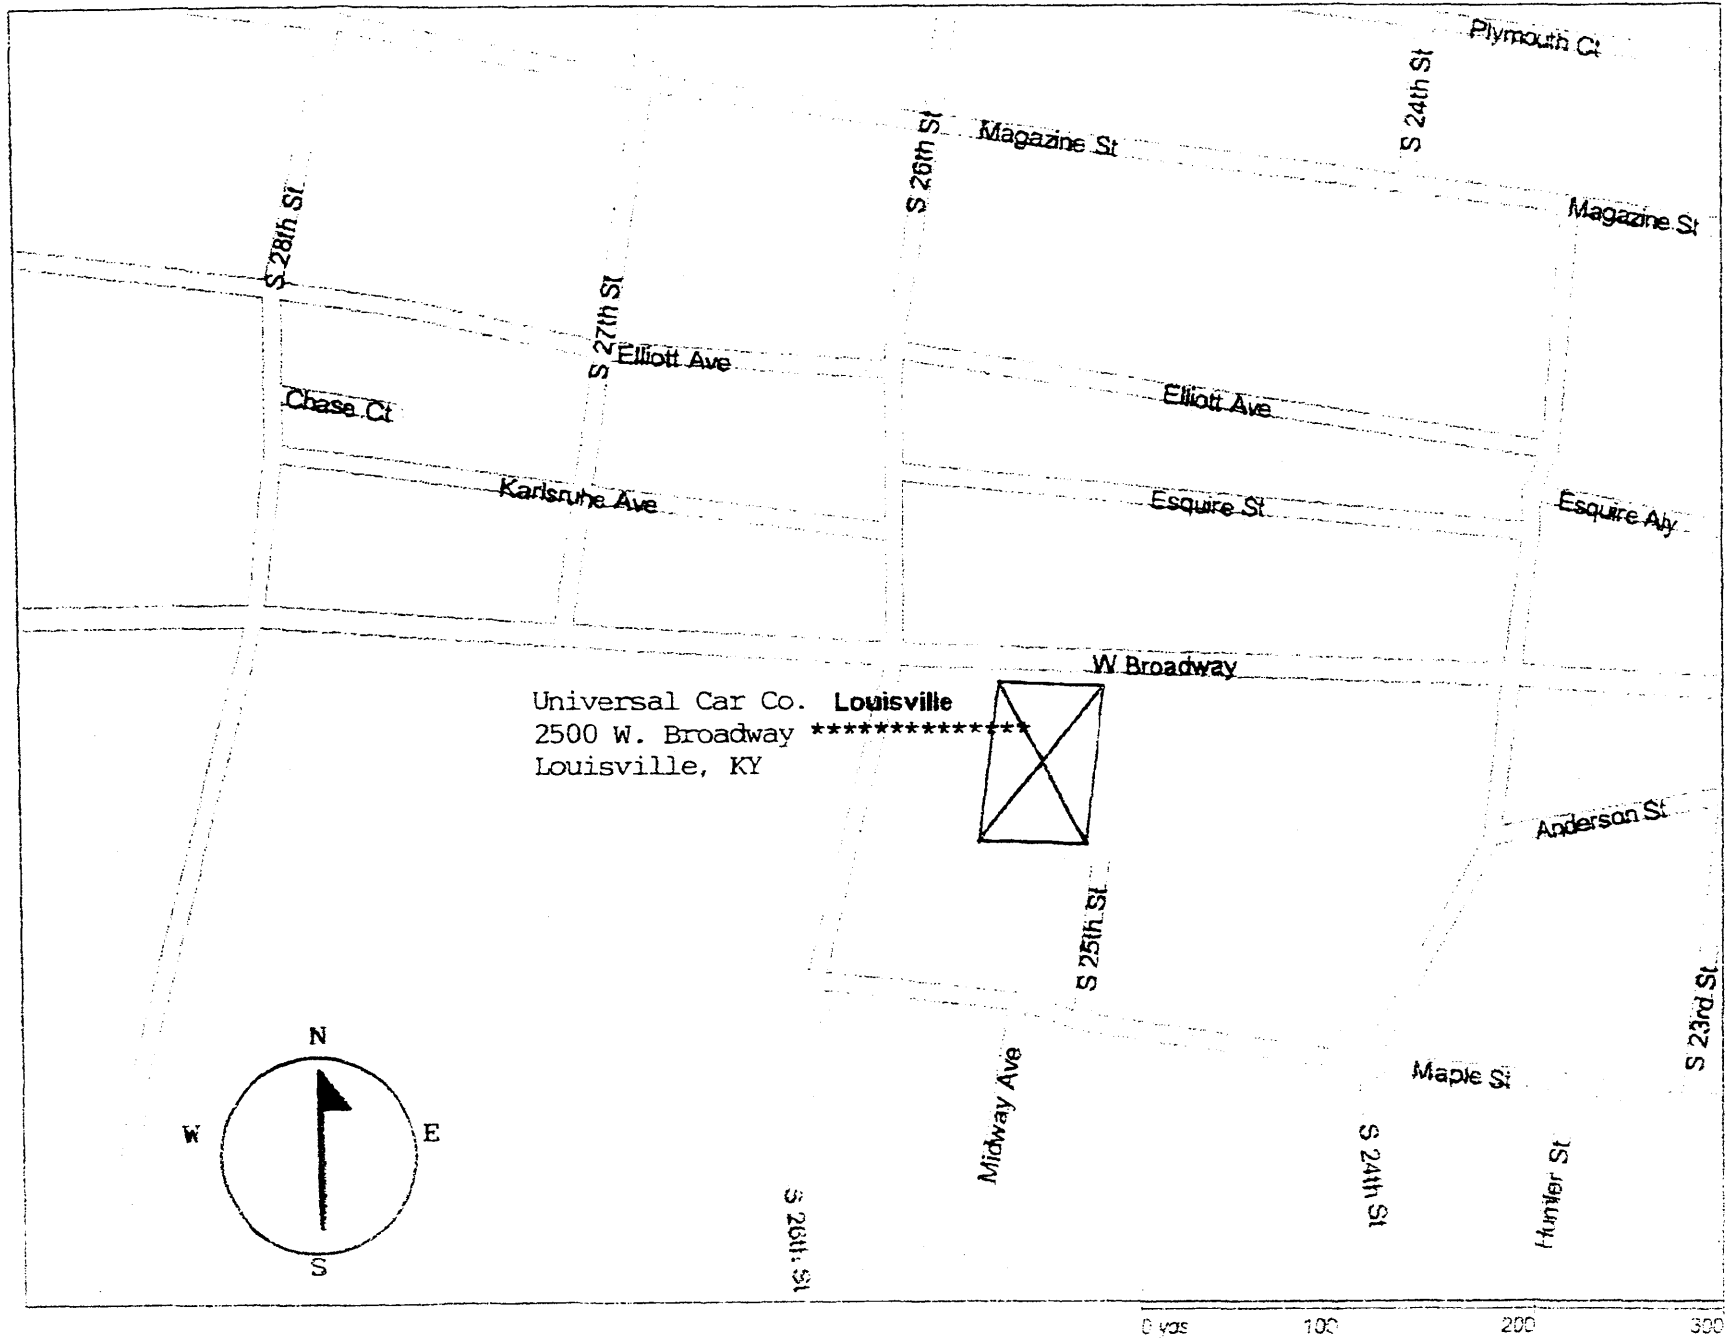 Plymouth Ct
S 24th St
Magazine St
S 26th St
Magazine St
S 28th St
S 27th St
Elliott Ave
Elliott Ave
Chase Ct
Karlsruhe Ave
Esquire St
Esquire Aly
W Broadway
Universal Car Co. Louisville
2500 W. Broadway **************
Louisville, KY
Anderson St
S 25th St
S 23rd St
N
Midway Ave
Maple St
W E
S 24th St
Hunter St
S 26th St
S
0 yds 100 200 300